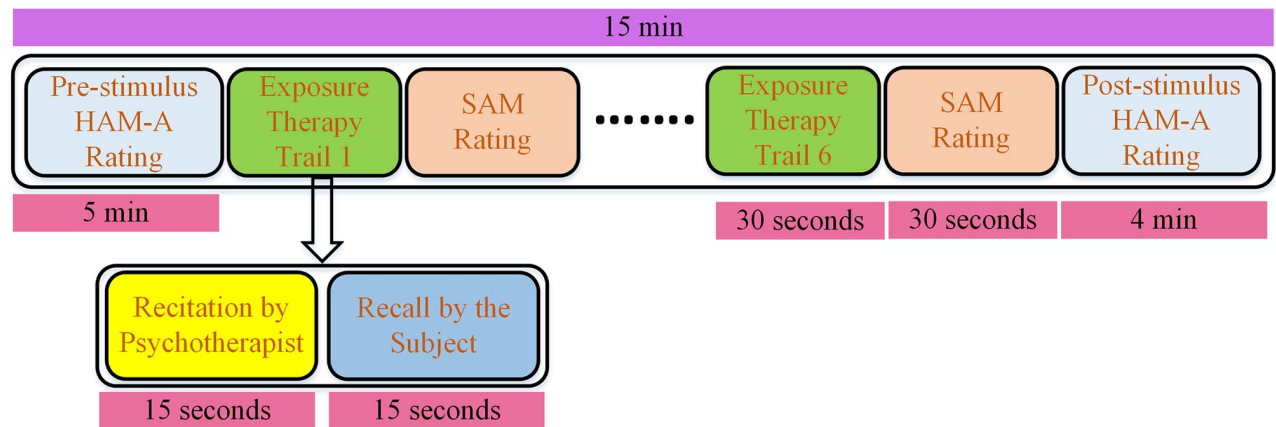 15 min
Pre-stimulus
HAM-A
Rating
Exposure
Therapy
Trail 1
SAM
Rating
.......
Exposure
Therapy
Trail 6
SAM
Rating
Post-stimulus
HAM-A
Rating
5 min
30 seconds
30 seconds
4 min
Recitation by
Psychotherapist
Recall by the
Subject
15 seconds
15 seconds